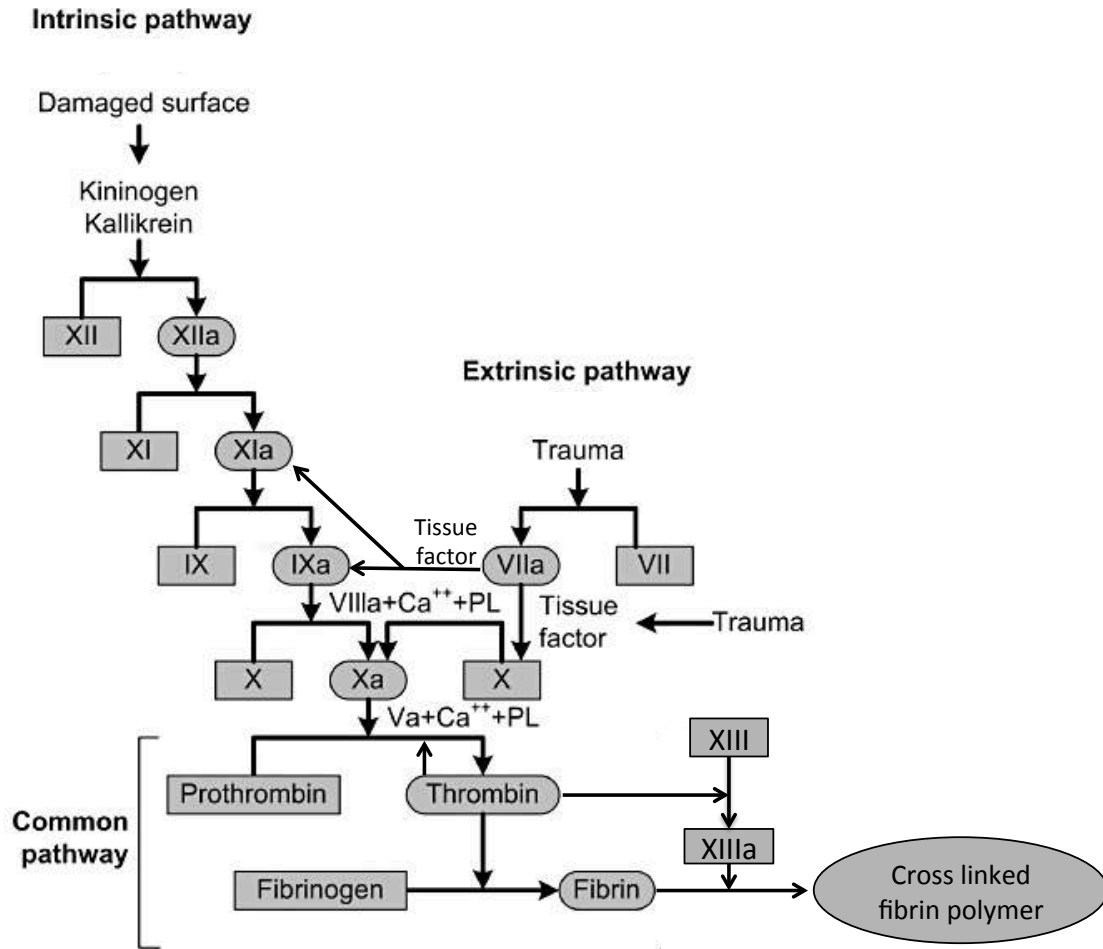 Intrinsic pathway
Damaged surface
Kininogen
Kallikrein
XII
XIIa
Extrinsic pathway
XI
XIa
Trauma
Tissue
factor
IX
IXa
VIIa
VII
VIIIa+Ca+++PL
Tissue
factor
Trauma
X
Xa
X
Va+Ca+++PL
XIII
Prothrombin
Thrombin
Common
pathway
XIIIa
Fibrinogen
Fibrin
Cross linked
fibrin polymer